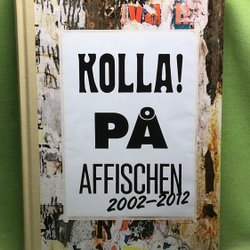 KOLLA!
PÅ
AFFISCHEN
2002–2012